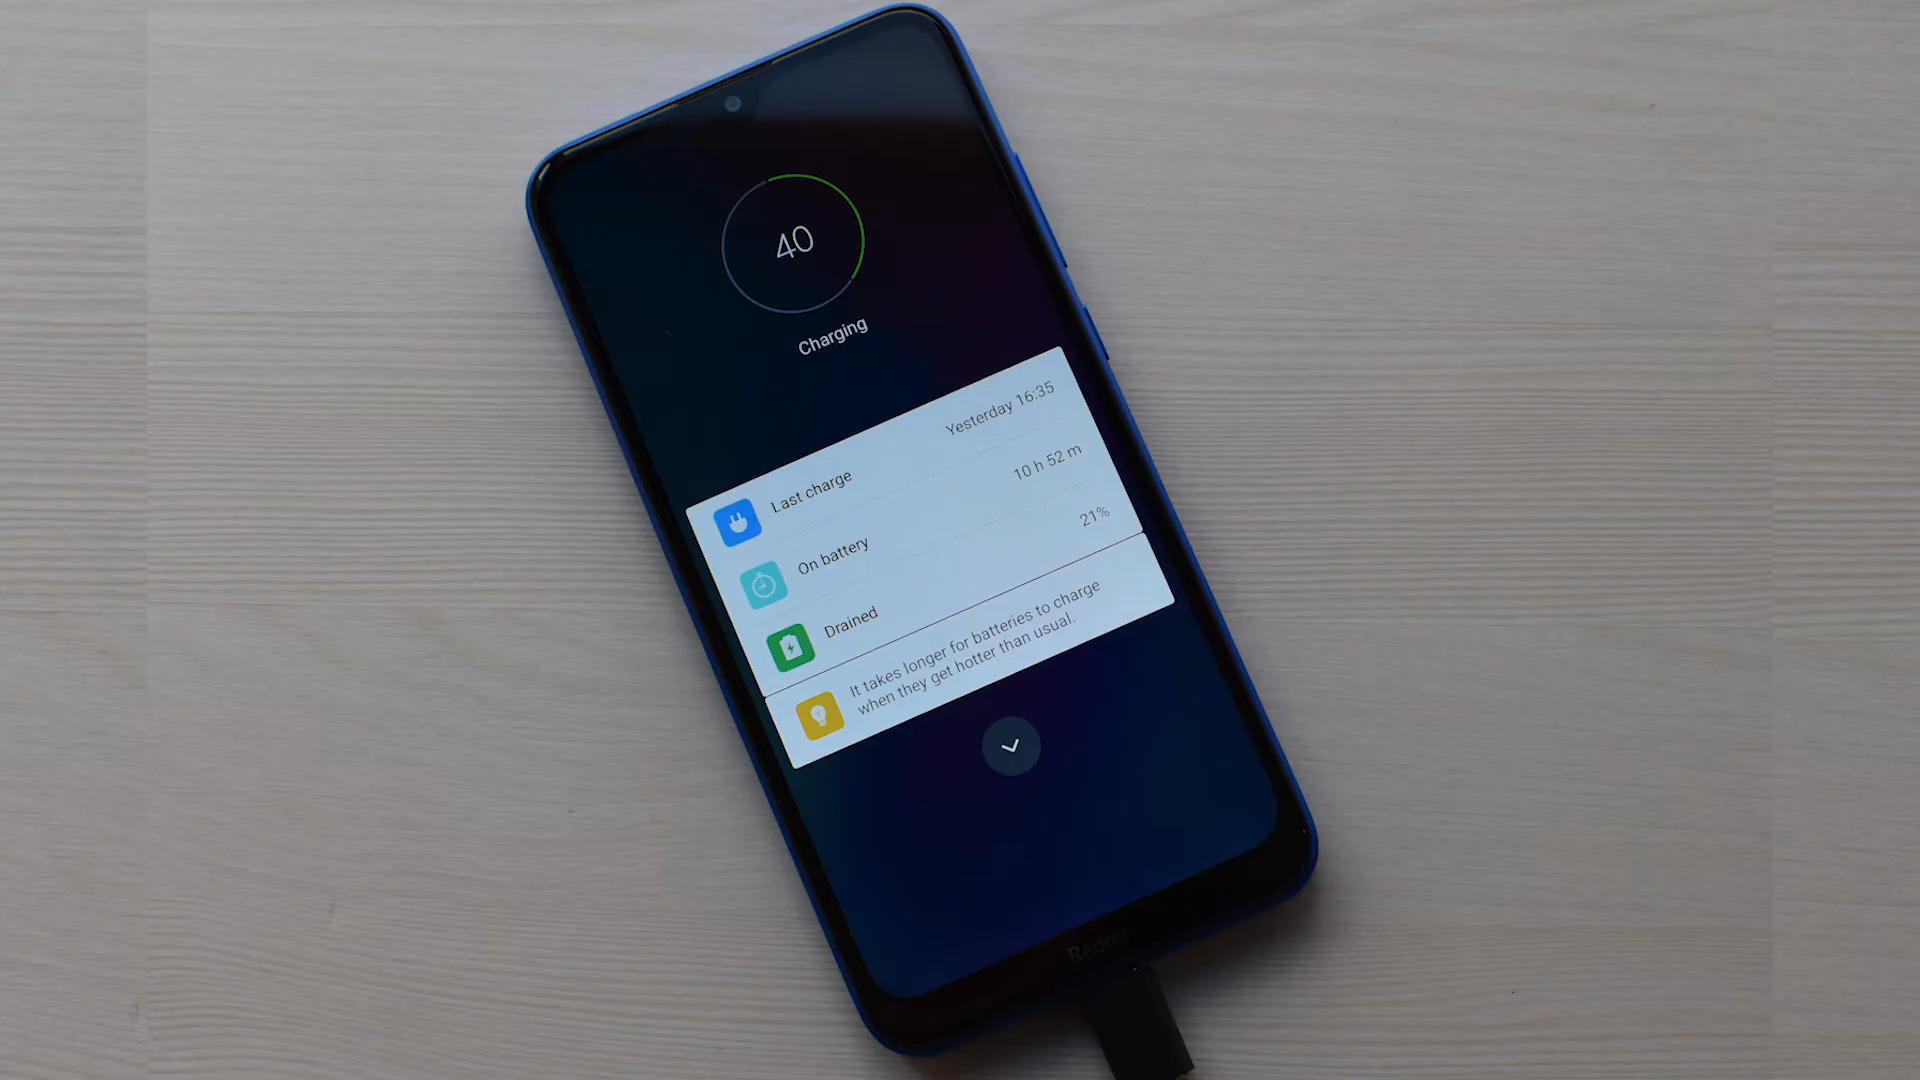 40
Charging
Last charge Yesterday 16:35
On battery 10 h 52 m
Drained 21%
It takes longer for batteries to charge
when they get hotter than usual.
Redmi